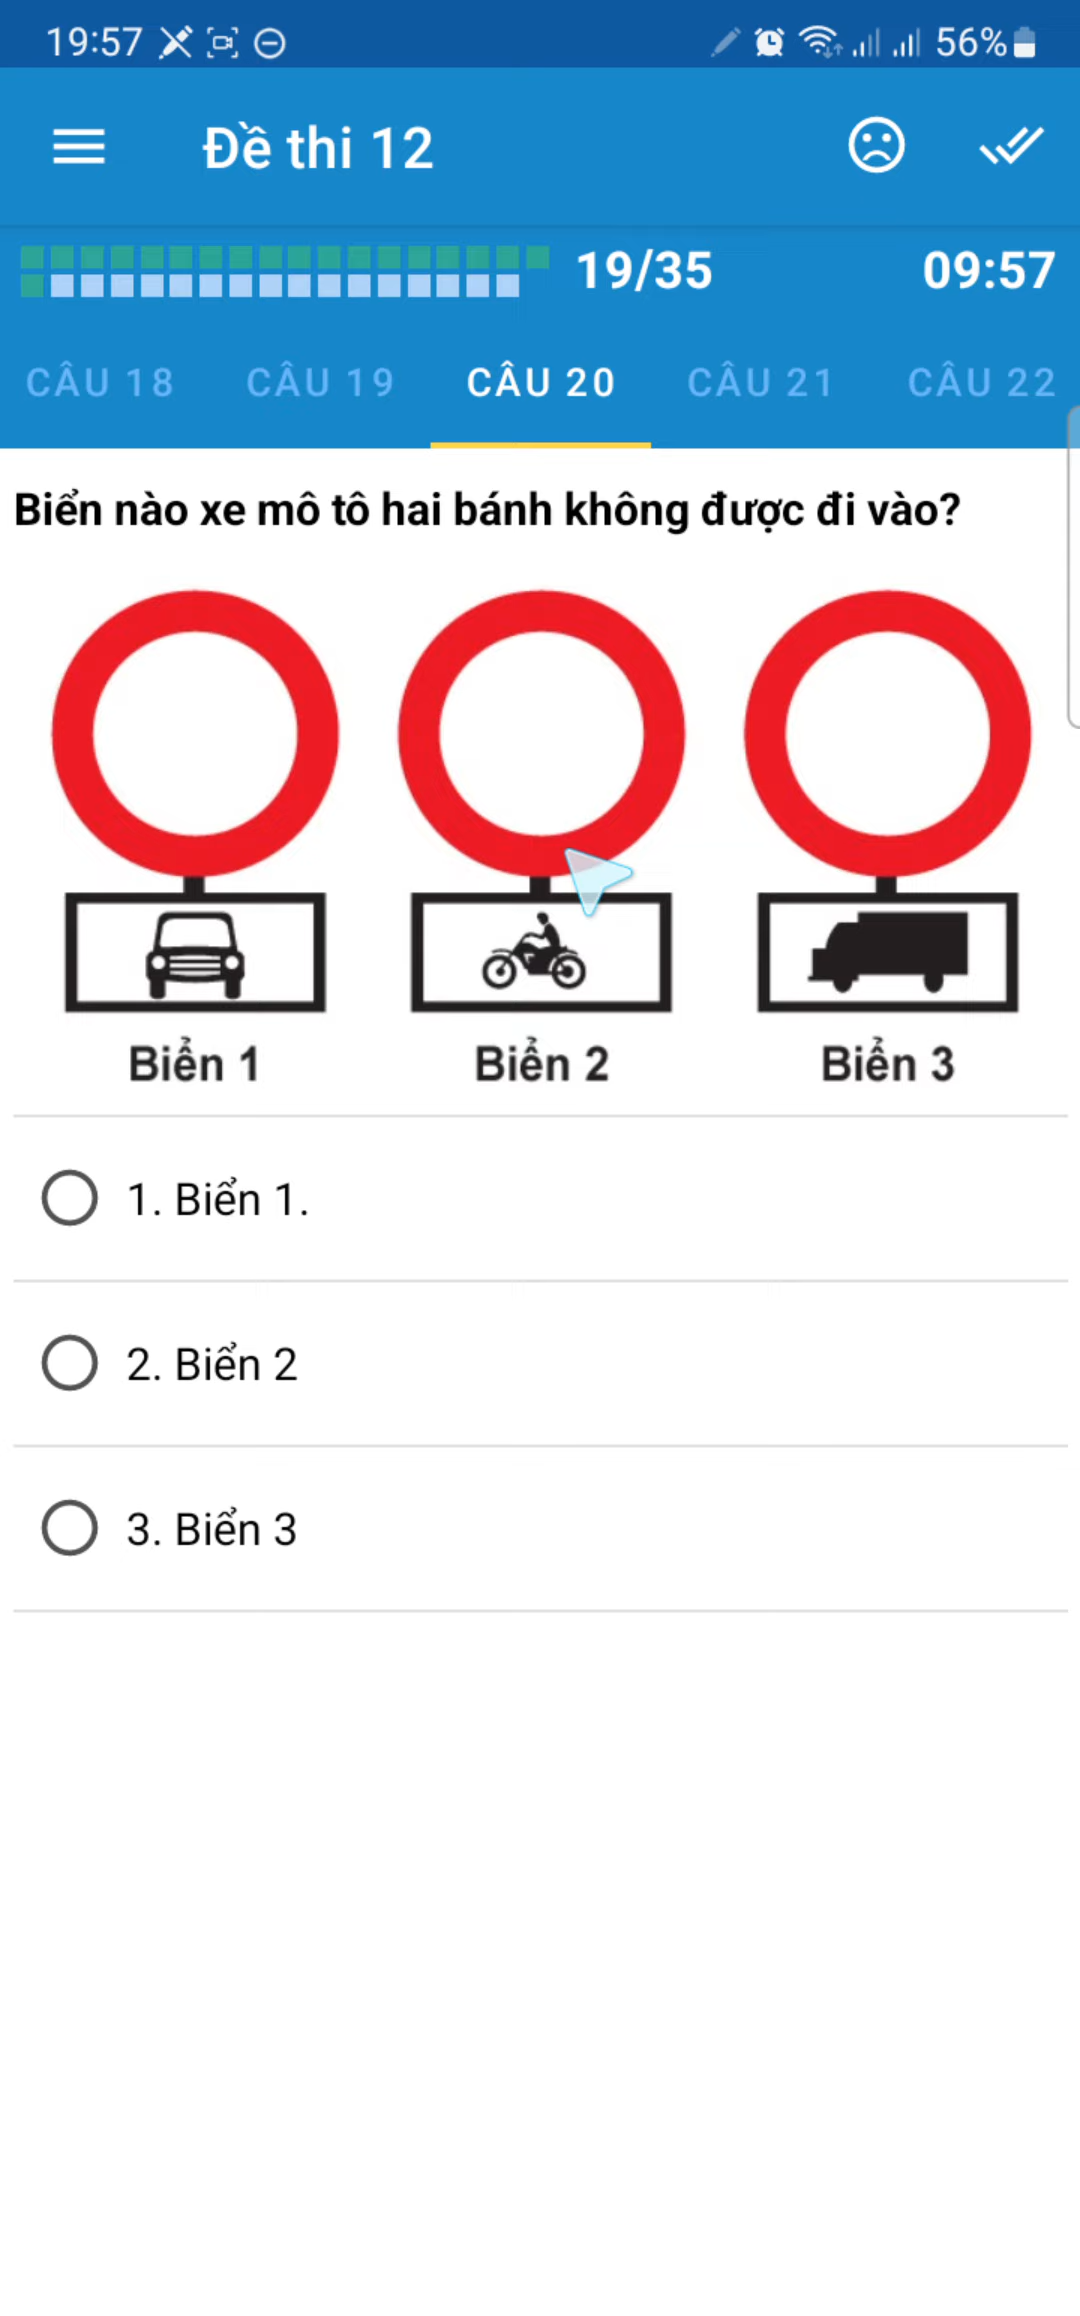 19:57 56%
Đề thi 12
19/35 09:57
CÂU 18 CÂU 19 CÂU 20 CÂU 21 CÂU 22
Biển nào xe mô tô hai bánh không được đi vào?
Biển 1 Biển 2 Biển 3
1. Biển 1.
2. Biển 2
3. Biển 3